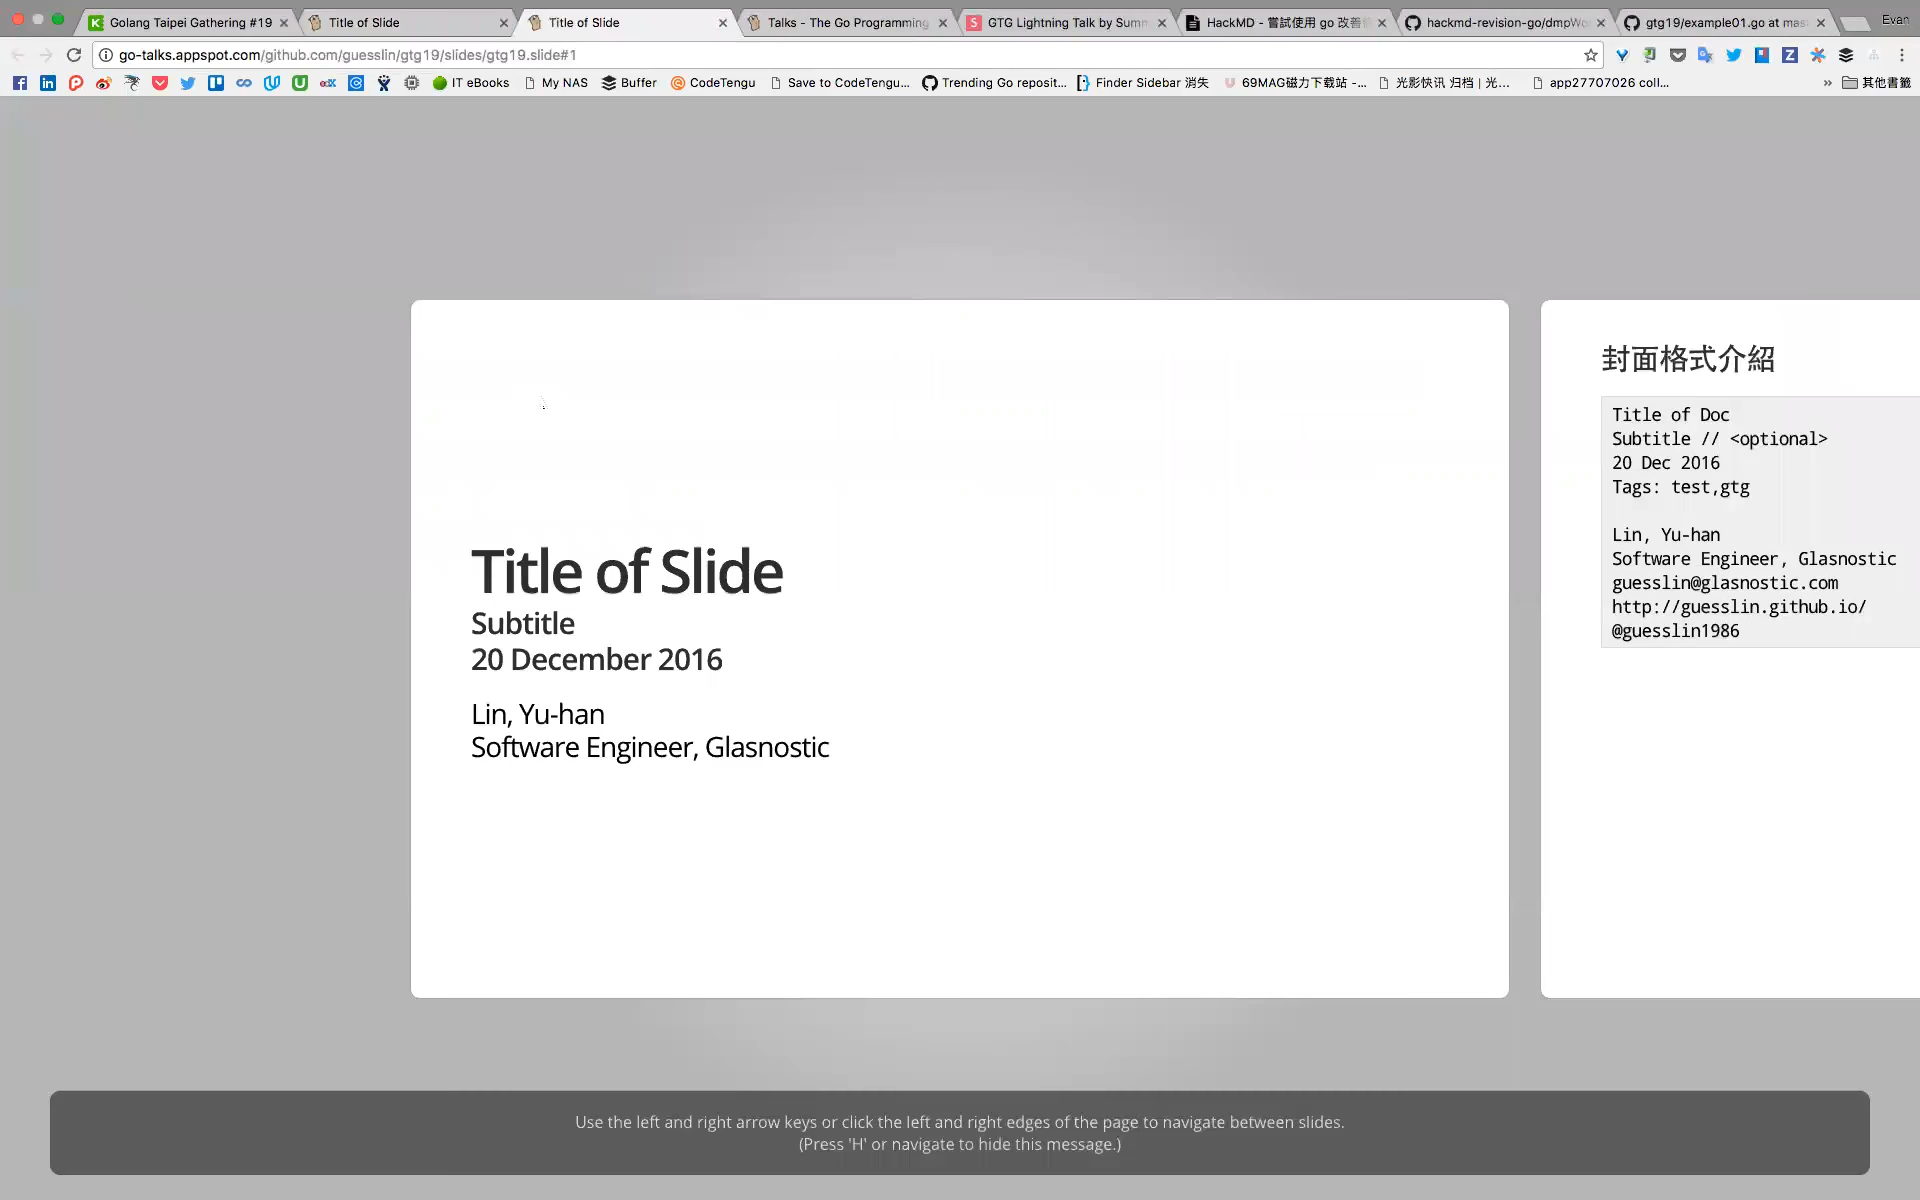 Golang Taipei Gathering #19
Title of Slide
Title of Slide
Talks - The Go Programming
GTG Lightning Talk by Summ
HackMD - 嘗試使用 go 改善
hackmd-revision-go/dmpWo
gtg19/example01.go at mas
Evan
go-talks.appspot.com/github.com/guesslin/gtg19/slides/gtg19.slide#1
IT eBooks
My NAS
Buffer
CodeTengu
Save to CodeTengu...
Trending Go reposit...
Finder Sidebar 消失
69MAG磁力下载站 -...
光影快讯 归档 | 光...
app27707026 coll...
»
其他書籤
Title of Slide
Subtitle
20 December 2016
Lin, Yu-han
Software Engineer, Glasnostic
封面格式介紹
Title of Doc
Subtitle // <optional>
20 Dec 2016
Tags: test,gtg
Lin, Yu-han
Software Engineer, Glasnostic
guesslin@glasnostic.com
http://guesslin.github.io/
@guesslin1986
Use the left and right arrow keys or click the left and right edges of the page to navigate between slides.
(Press 'H' or navigate to hide this message.)